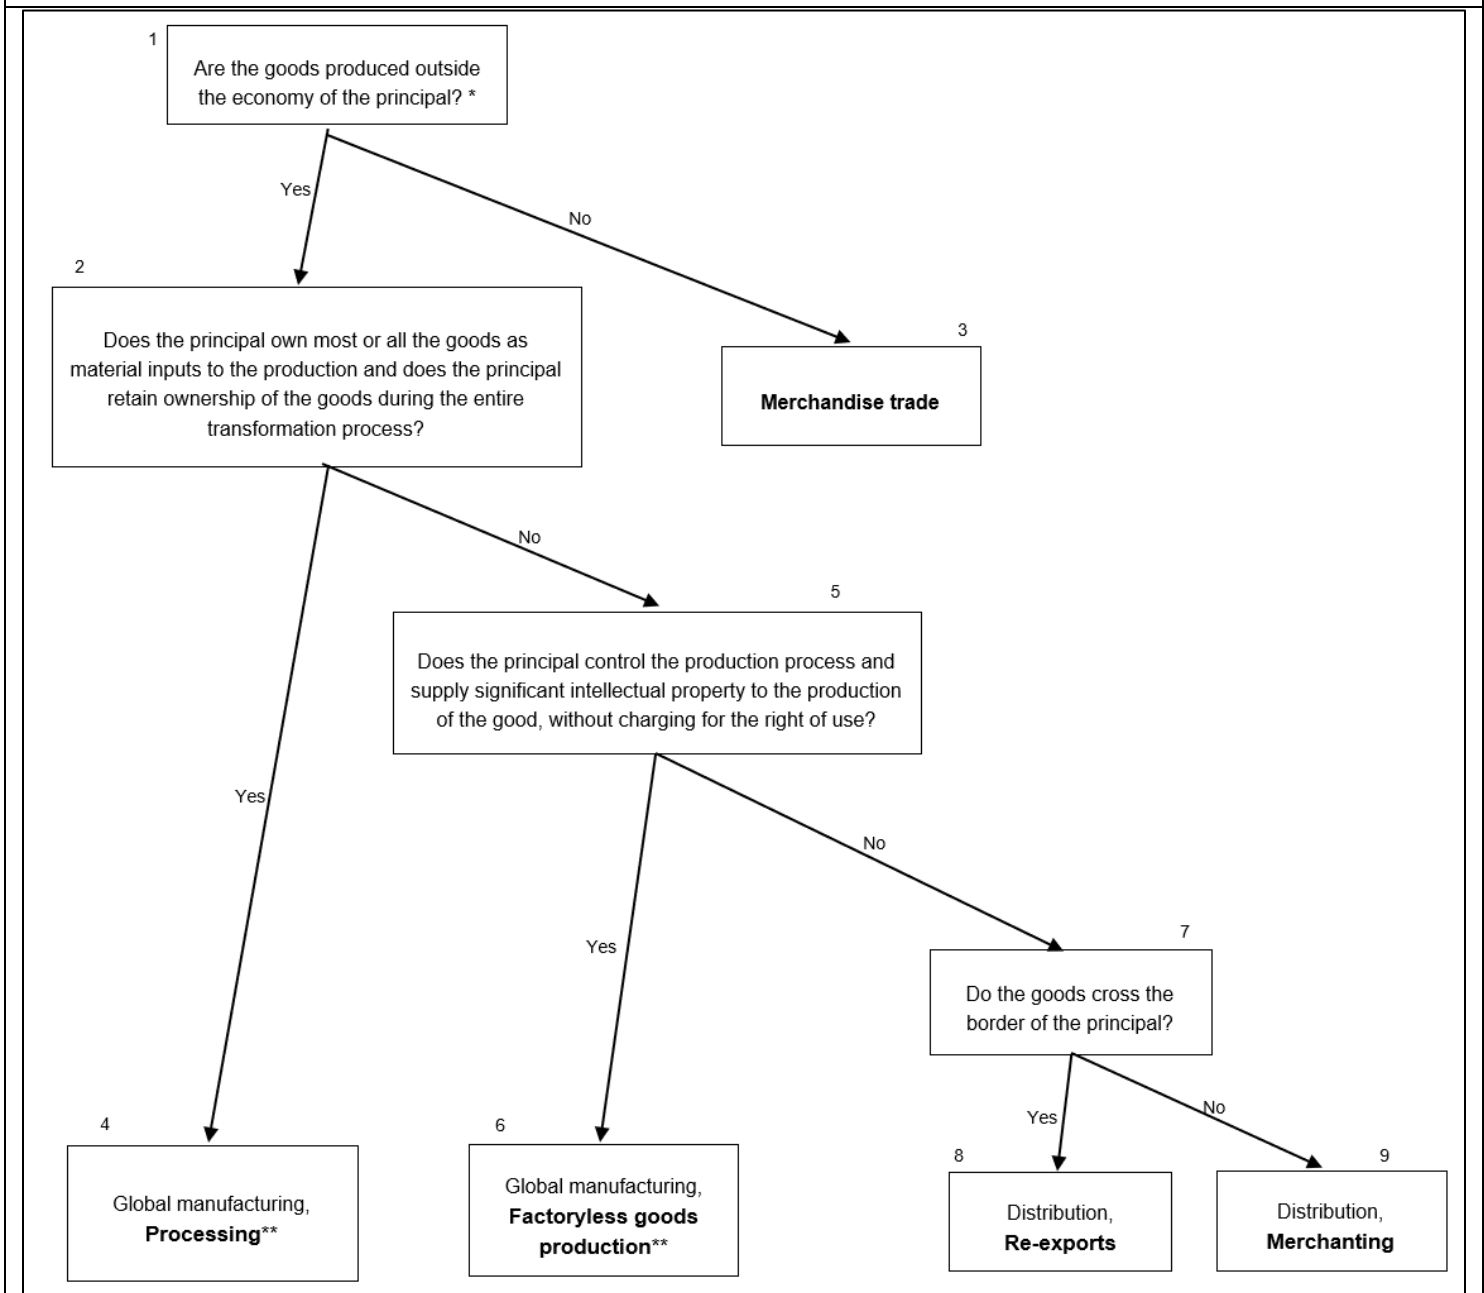 1
Are the goods produced outside
the economy of the principal? *
Yes
No
2
Does the principal own most or all the goods as
material inputs to the production and does the principal
retain ownership of the goods during the entire
transformation process?
3
Merchandise trade
No
5
Does the principal control the production process and
supply significant intellectual property to the production
of the good, without charging for the right of use?
Yes
No
Yes
7
Do the goods cross the
border of the principal?
Yes
No
4
Global manufacturing,
Processing**
6
Global manufacturing,
Factoryless goods
production**
8
Distribution,
Re-exports
9
Distribution,
Merchanting